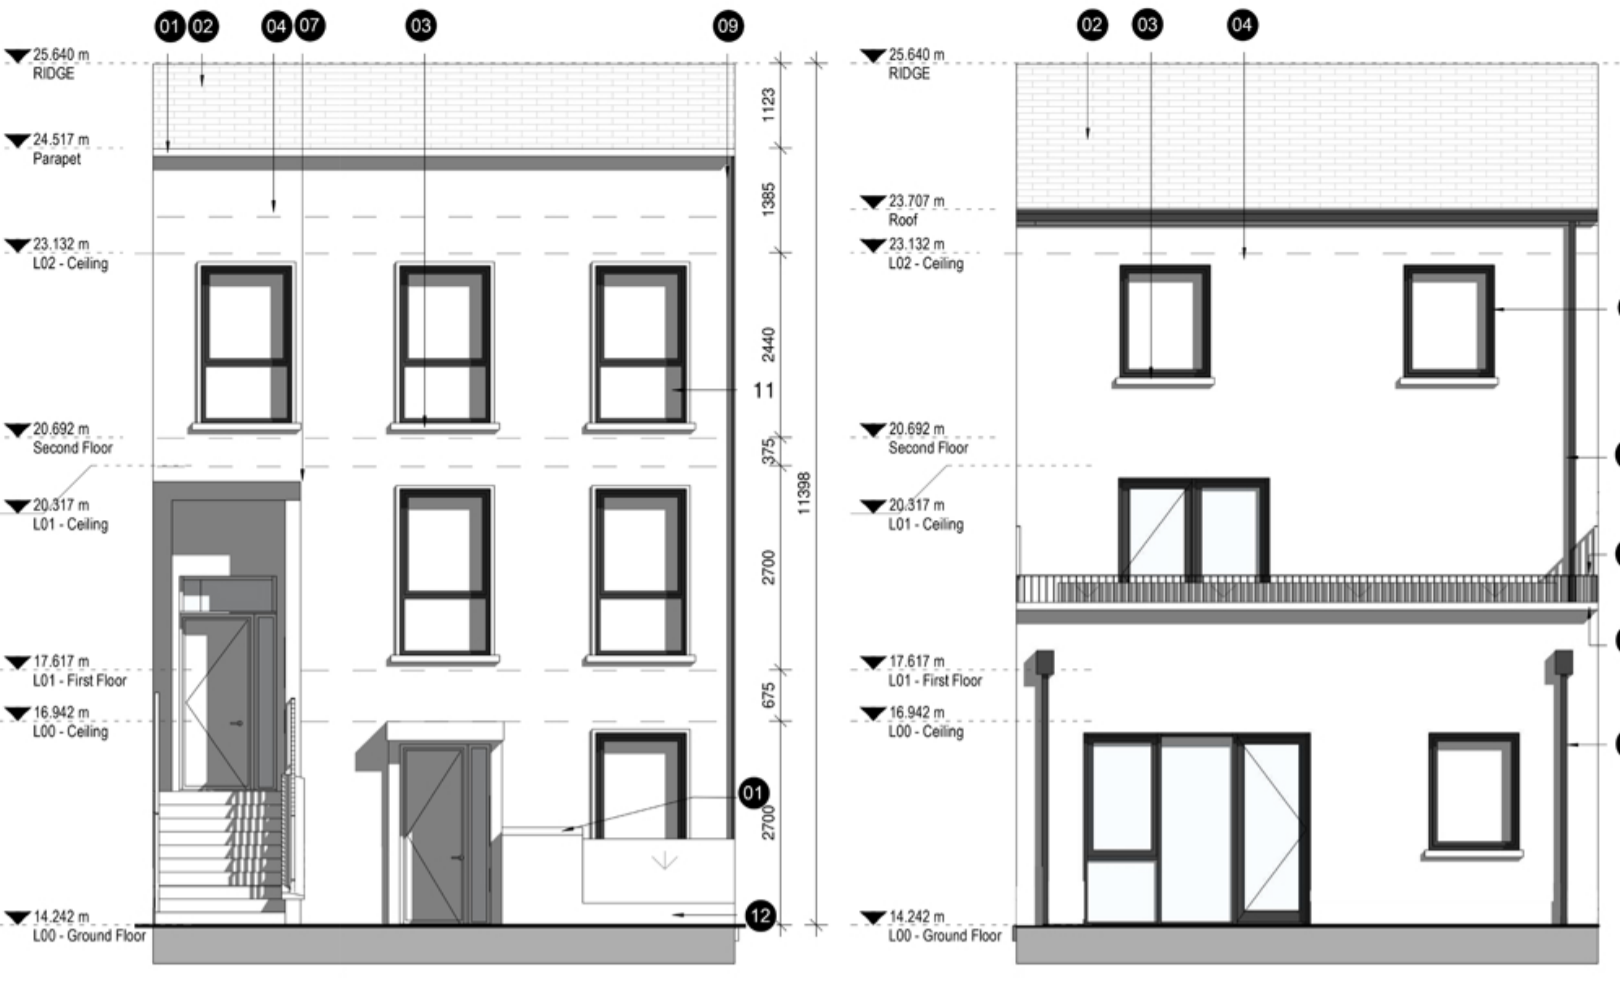 01 02 04 07 03 09
25.640 m
RIDGE
1123
24.517 m
Parapet
1385
23.132 m
L02 - Ceiling
2440
11
20.692 m
Second Floor
375
20.317 m
L01 - Ceiling
11398
2700
17.617 m
L01 - First Floor
675
16.942 m
L00 - Ceiling
01
2700
12
14.242 m
L00 - Ground Floor
02 03 04
25.640 m
RIDGE
23.707 m
Roof
23.132 m
L02 - Ceiling
20.692 m
Second Floor
20.317 m
L01 - Ceiling
17.617 m
L01 - First Floor
16.942 m
L00 - Ceiling
14.242 m
L00 - Ground Floor